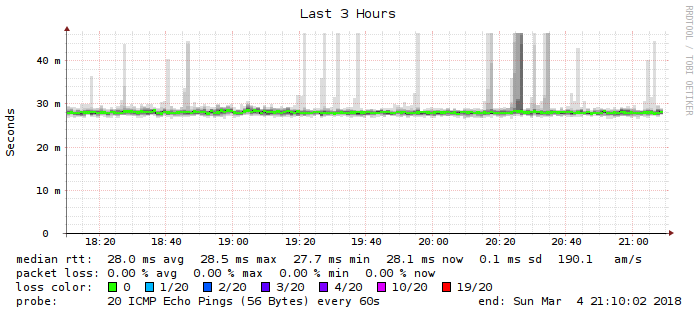 Last 3 Hours
RRDTOOL / TOBI OETIKER
Seconds
40 m
30 m
20 m
10 m
0
18:20 18:40 19:00 19:20 19:40 20:00 20:20 20:40 21:00
median rtt: 28.0 ms avg 28.5 ms max 27.7 ms min 28.1 ms now 0.1 ms sd 190.1 am/s
packet loss: 0.00 % avg 0.00 % max 0.00 % min 0.00 % now
loss color: 0 1/20 2/20 3/20 4/20 10/20 19/20
probe: 20 ICMP Echo Pings (56 Bytes) every 60s end: Sun Mar 4 21:10:02 2018